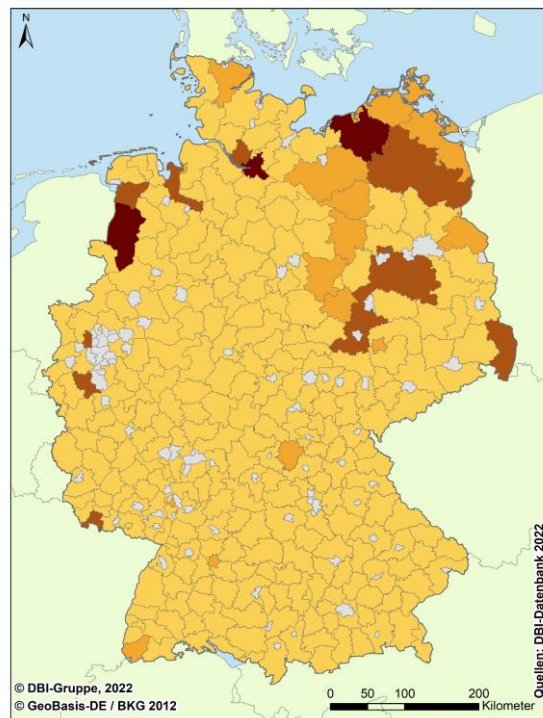 N
Quellen: DBI-Datenbank 2022
© DBI-Gruppe, 2022
© GeoBasis-DE / BKG 2012
0 50 100 200
Kilometer